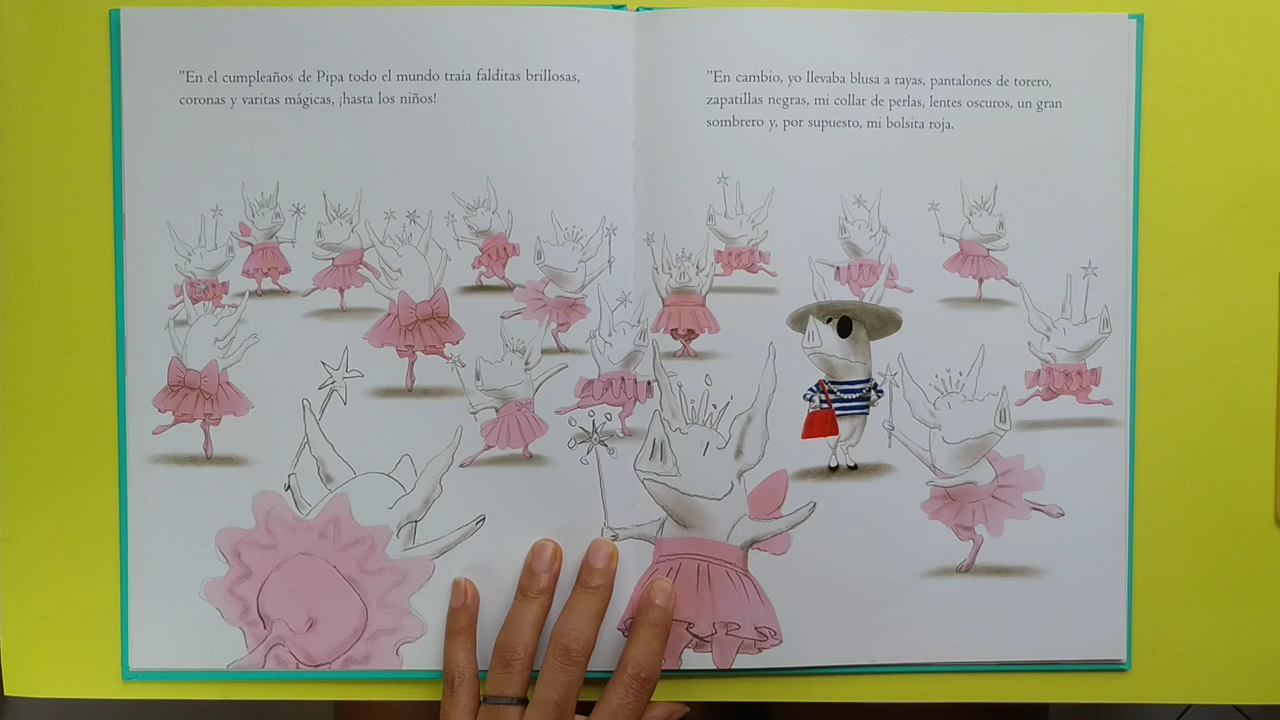 "En el cumpleaños de Pipa todo el mundo traía falditas brillosas,
coronas y varitas mágicas, ¡hasta los niños!
"En cambio, yo llevaba blusa a rayas, pantalones de torero,
zapatillas negras, mi collar de perlas, lentes oscuros, un gran
sombrero y, por supuesto, mi bolsita roja.